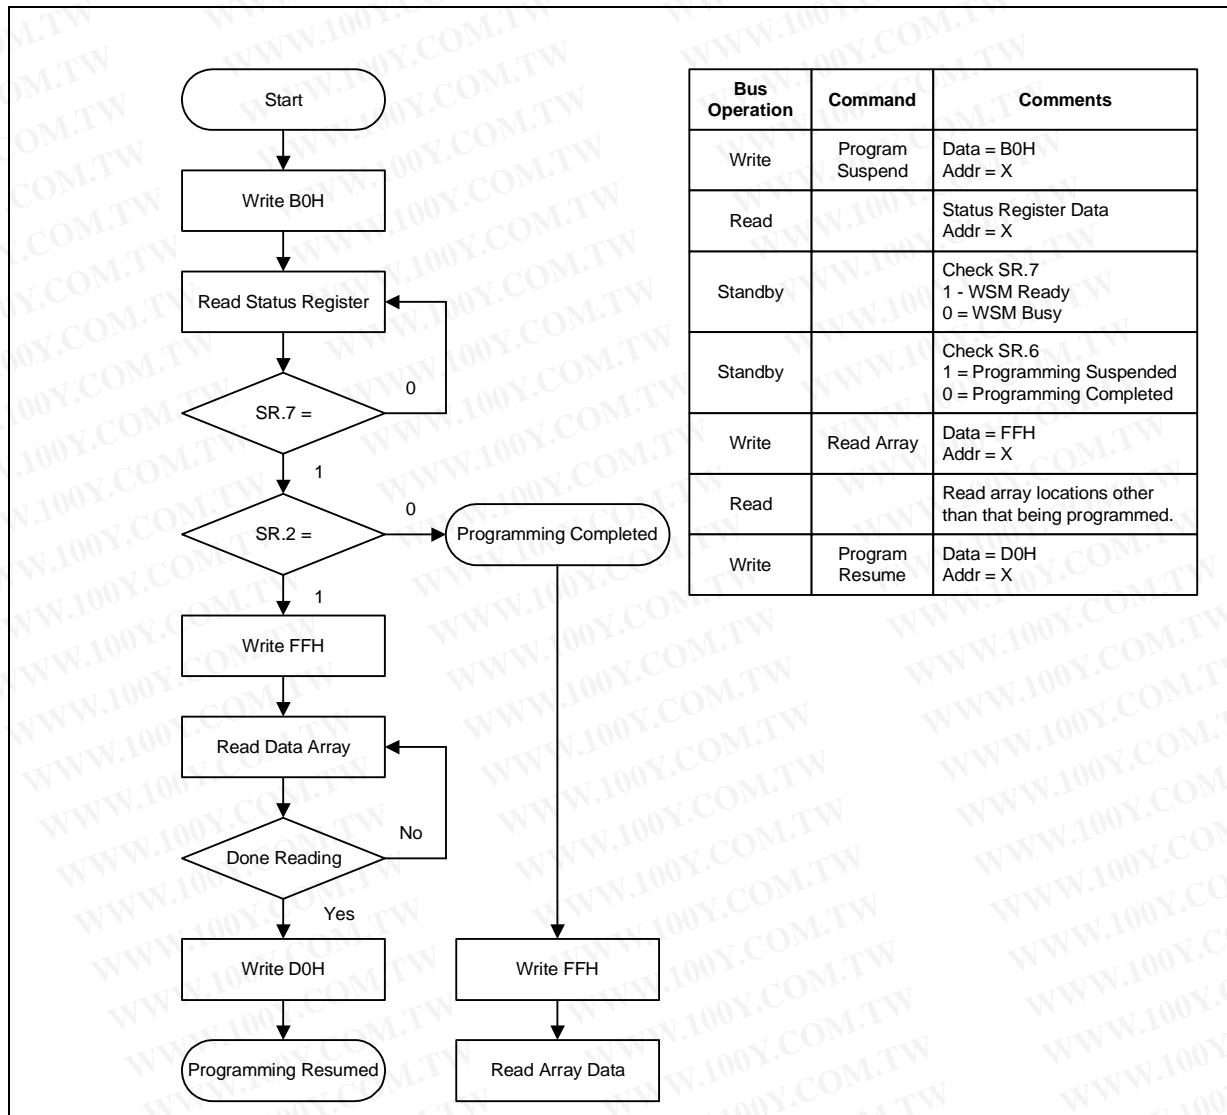 Start
Write B0H
Read Status Register
SR.7 =
0
1
SR.2 =
0
Programming Completed
1
Write FFH
Read Data Array
Done Reading
No
Yes
Write D0H
Write FFH
Programming Resumed
Read Array Data
Bus
Operation
Command
Comments
Write
Program
Suspend
Data = B0H
Addr = X
Read
Status Register Data
Addr = X
Standby
Check SR.7
1 - WSM Ready
0 = WSM Busy
Standby
Check SR.6
1 = Programming Suspended
0 = Programming Completed
Write
Read Array
Data = FFH
Addr = X
Read
Read array locations other
than that being programmed.
Write
Program
Resume
Data = D0H
Addr = X
WWW.100Y.COM.TW